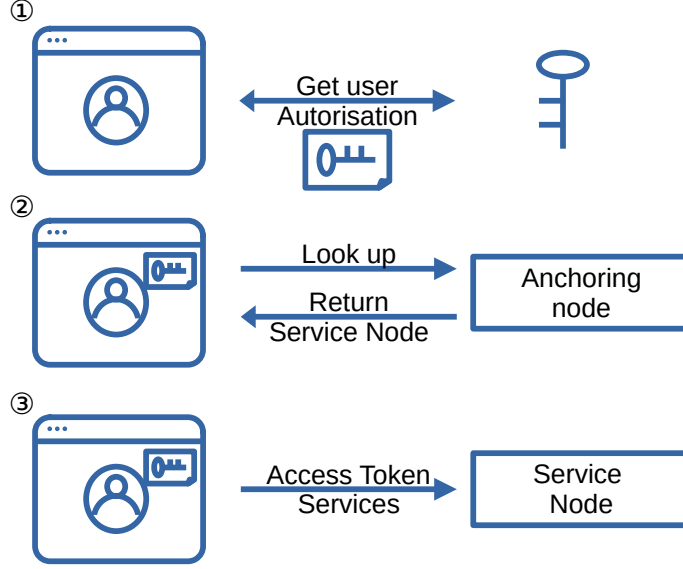 ①
Get user
Autorisation
②
Look up
Return
Service Node
Anchoring
node
③
Access Token
Services
Service
Node